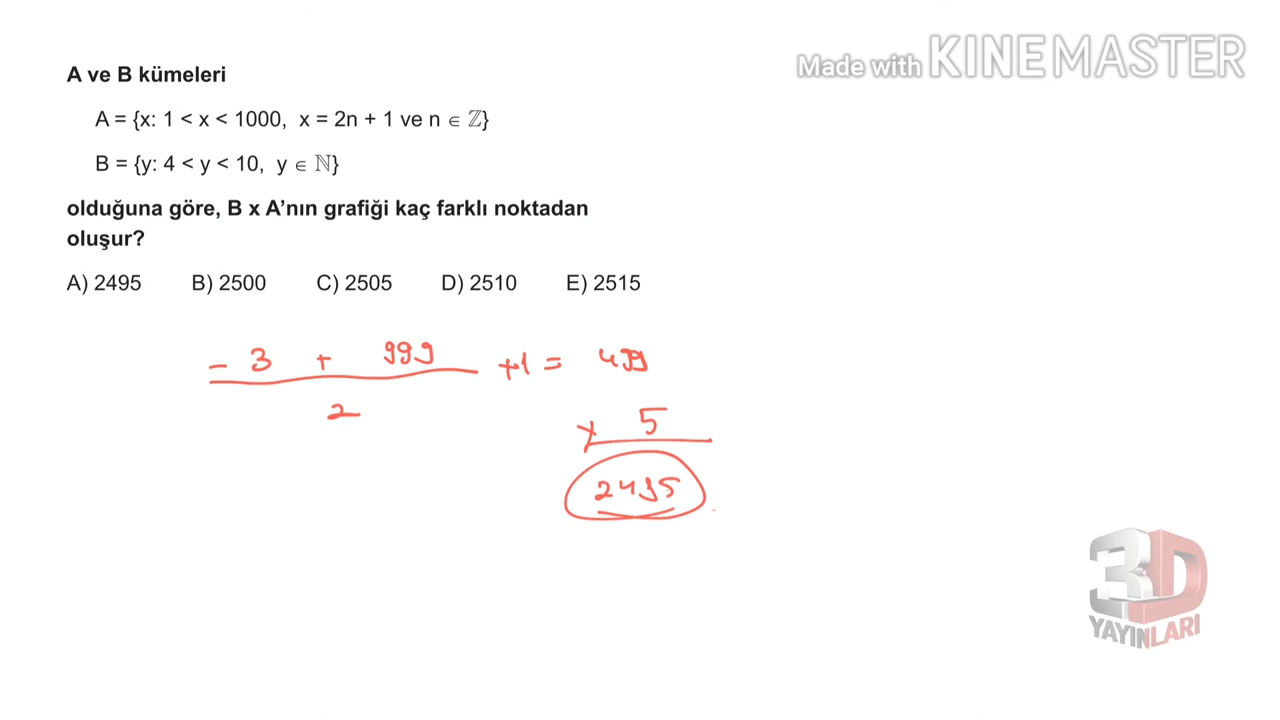 Made with KINEMASTER
A ve B kümeleri
A = {x: 1 < x < 1000, x = 2n + 1 ve n ∈ ℤ}
B = {y: 4 < y < 10, y ∈ ℕ}
olduğuna göre, B x A’nın grafiği kaç farklı noktadan
oluşur?
A) 2495 B) 2500 C) 2505 D) 2510 E) 2515
- 3 + 999 +1 = 499
2
x 5
2495
3D
YAYINLARI